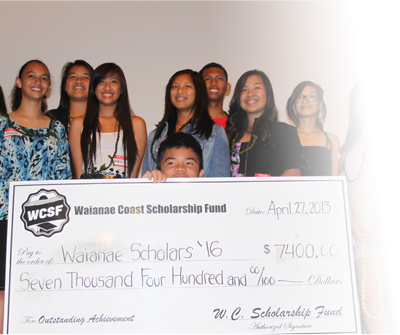 WCSF
Waianae Coast Scholarship Fund
Date: April 27, 2013
Pay to
the order of: Waianae Scholars '16 $ 7400.00
Seven Thousand Four Hundred and 00/100 Dollars
For: Outstanding Achievement
W.C. Scholarship Fund
Authorized Signature